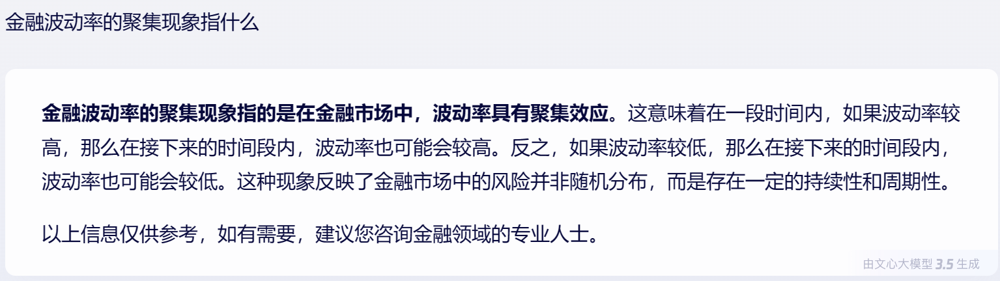 金融波动率的聚集现象指什么
金融波动率的聚集现象指的是在金融市场中，波动率具有聚集效应。这意味着在一段时间内，如果波动率较
高，那么在接下来的时间段内，波动率也可能会较高。反之，如果波动率较低，那么在接下来的时间段内，
波动率也可能会较低。这种现象反映了金融市场中的风险并非随机分布，而是存在一定的持续性和周期性。
以上信息仅供参考，如有需要，建议您咨询金融领域的专业人士。
由文心大模型 3.5 生成